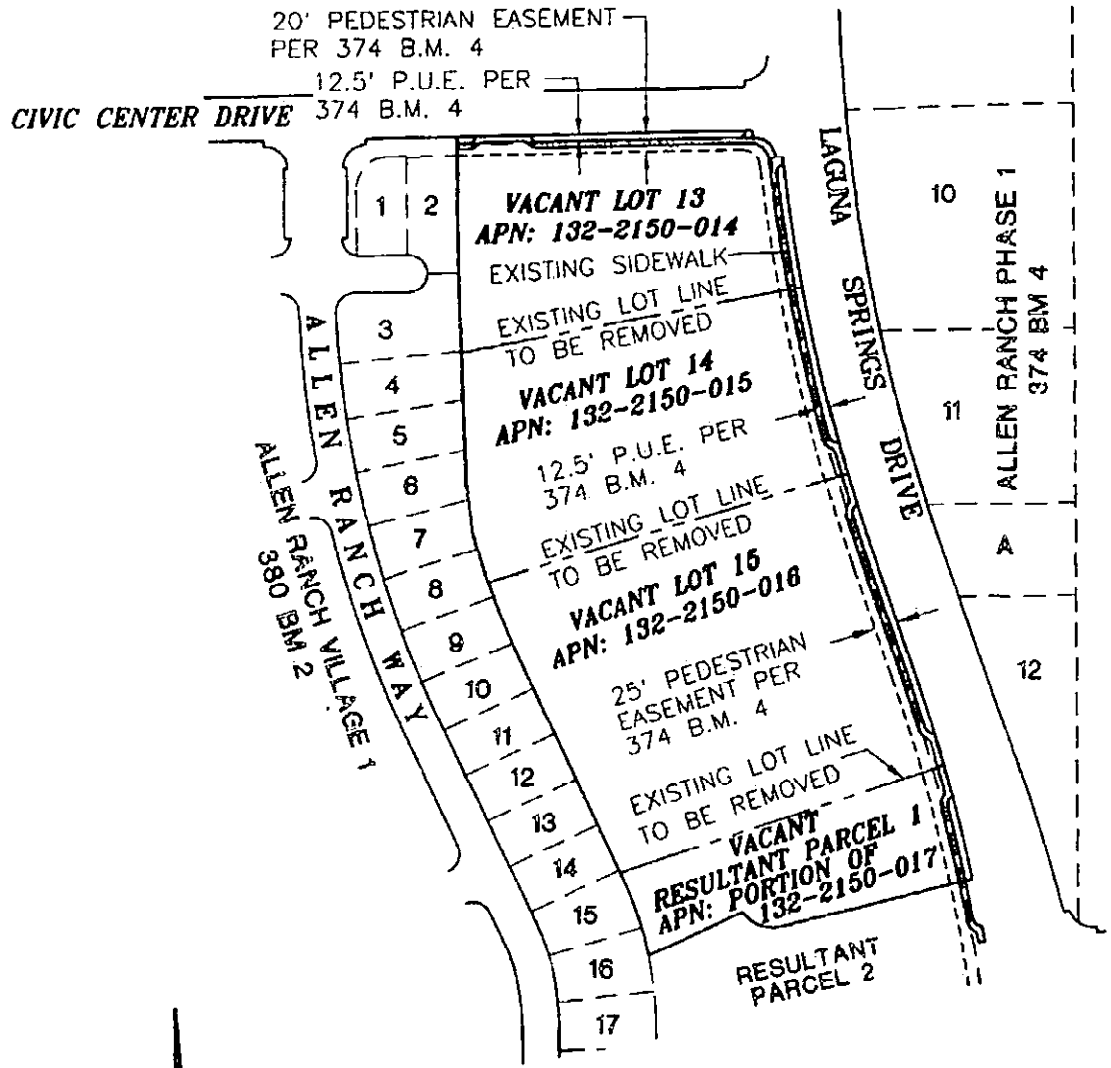 20' PEDESTRIAN EASEMENT
PER 374 B.M. 4
12.5' P.U.E. PER
374 B.M. 4
CIVIC CENTER DRIVE
LAGUNA SPRINGS DRIVE
1
2
VACANT LOT 13
APN: 132-2150-014
EXISTING SIDEWALK
EXISTING LOT LINE
TO BE REMOVED
VACANT LOT 14
APN: 132-2150-015
12.5' P.U.E. PER
374 B.M. 4
EXISTING LOT LINE
TO BE REMOVED
VACANT LOT 15
APN: 132-2150-016
25' PEDESTRIAN
EASEMENT PER
374 B.M. 4
EXISTING LOT LINE
TO BE REMOVED
VACANT
RESULTANT PARCEL 1
APN: PORTION OF
132-2150-017
RESULTANT
PARCEL 2
3
4
5
6
7
8
9
10
11
12
13
14
15
16
17
ALLEN RANCH WAY
ALLEN RANCH VILLAGE 1
380 BM 2
10
11
A
12
ALLEN RANCH PHASE 1
374 BM 4